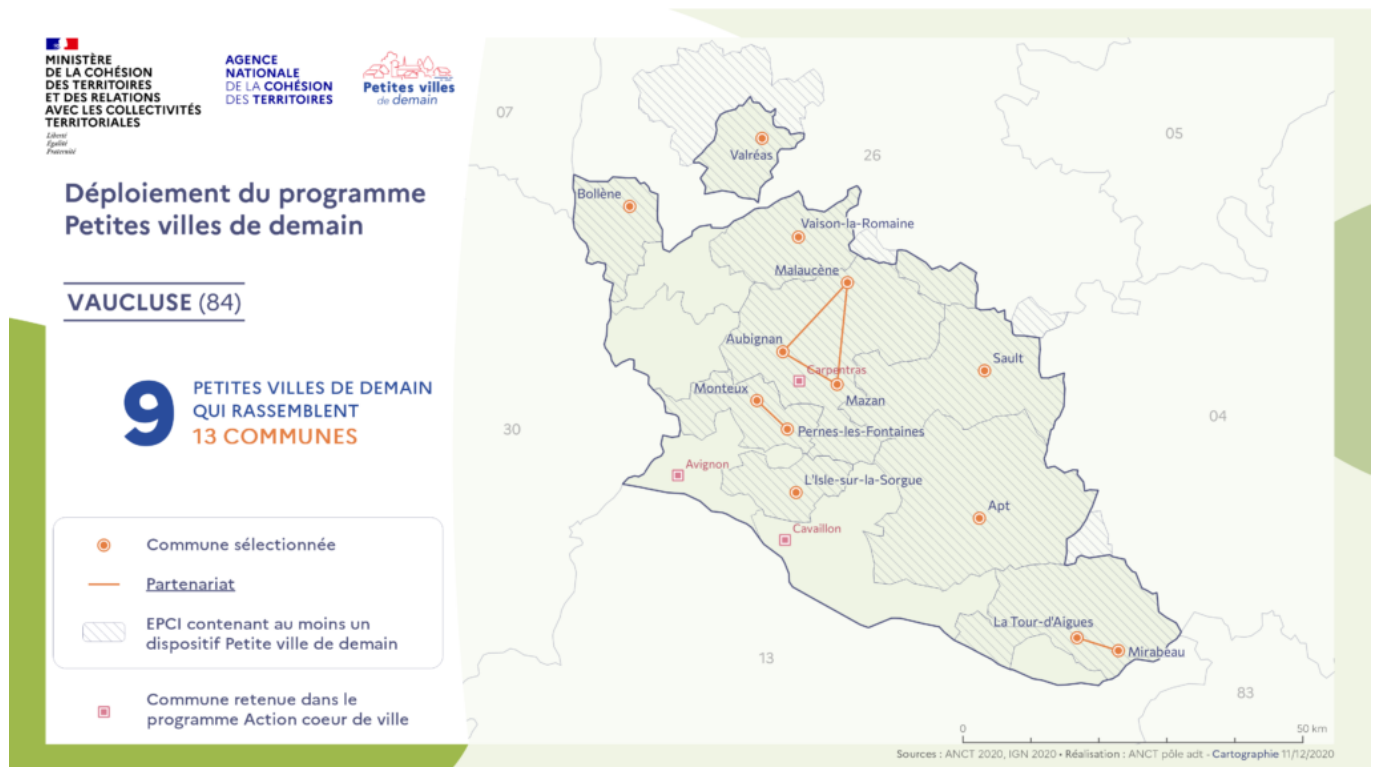 MINISTÈRE
DE LA COHÉSION
DES TERRITOIRES
ET DES RELATIONS
AVEC LES COLLECTIVITÉS
TERRITORIALES
Liberté
Égalité
Fraternité
AGENCE
NATIONALE
DE LA COHÉSION
DES TERRITOIRES
Petites villes
de demain
Déploiement du programme
Petites villes de demain
VAUCLUSE (84)
9
PETITES VILLES DE DEMAIN
QUI RASSEMBLENT
13 COMMUNES
Commune sélectionnée
Partenariat
EPCI contenant au moins un
dispositif Petite ville de demain
Commune retenue dans le
programme Action coeur de ville
07
05
26
Valréas
Bollène
Vaison-la-Romaine
Malaucène
Aubignan
Sault
Carpentras
Monteux
Mazan
04
30
Pernes-les-Fontaines
Avignon
L'Isle-sur-la-Sorgue
Apt
Cavaillon
La Tour-d'Aigues
Mirabeau
13
83
0
50 km
Sources : ANCT 2020, IGN 2020 • Réalisation : ANCT pôle adt - Cartographie 11/12/2020